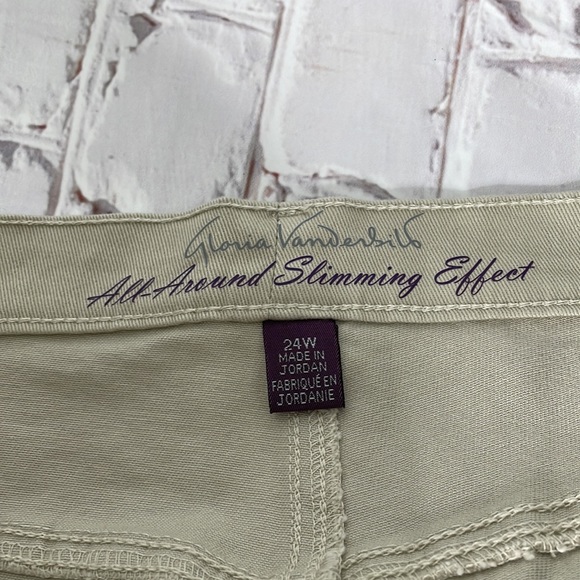 Gloria Vanderbilt
All-Around Slimming Effect
24W
MADE IN
JORDAN
FABRIQUÉ EN
JORDANIE